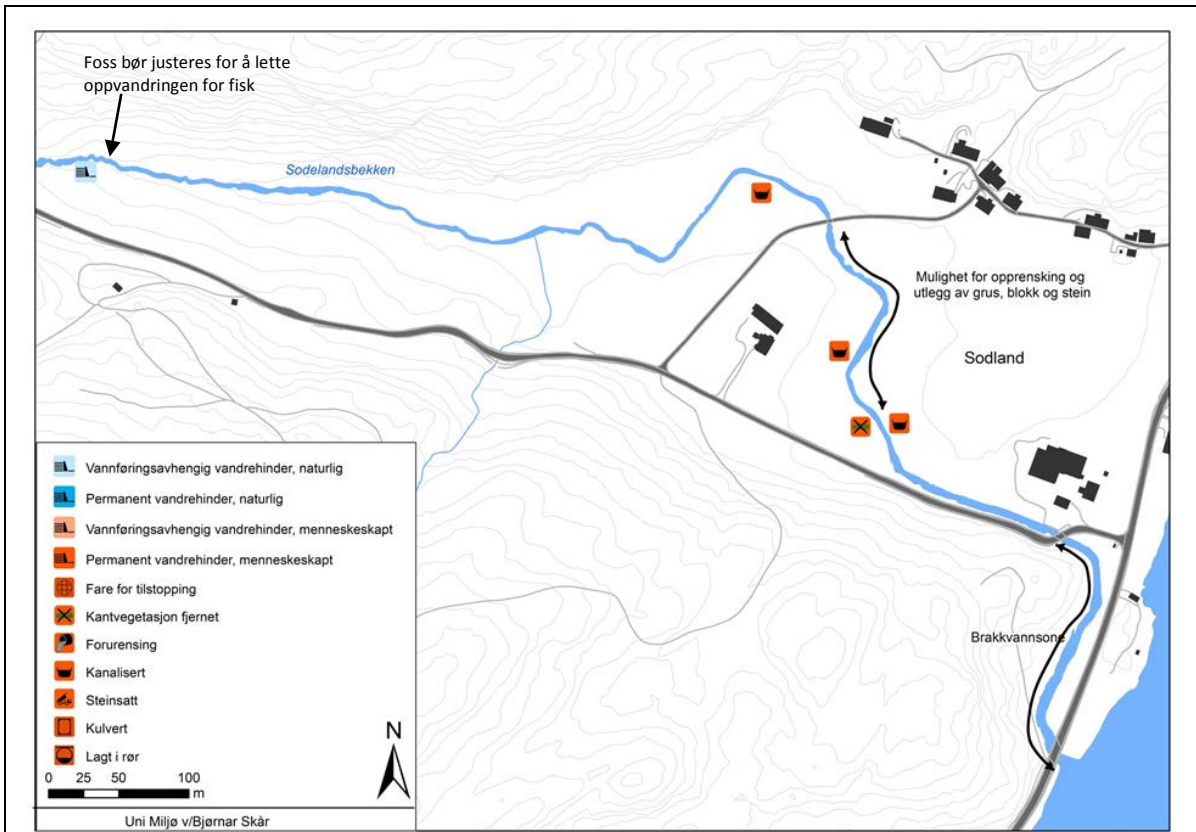 Foss bør justeres for å lette
oppvandringen for fisk
Sodelandsbekken
Mulighet for opprensking og
utlegg av grus, blokk og stein
Sodland
Brakkvannsone
Vannføringsavhengig vandrehinder, naturlig
Permanent vandrehinder, naturlig
Vannføringsavhengig vandrehinder, menneskeskapt
Permanent vandrehinder, menneskeskapt
Fare for tilstopping
Kantvegetasjon fjernet
Forurensing
Kanalisert
Steinsatt
Kulvert
Lagt i rør
N
0 25 50 100
m
Uni Miljø v/Bjørnar Skår